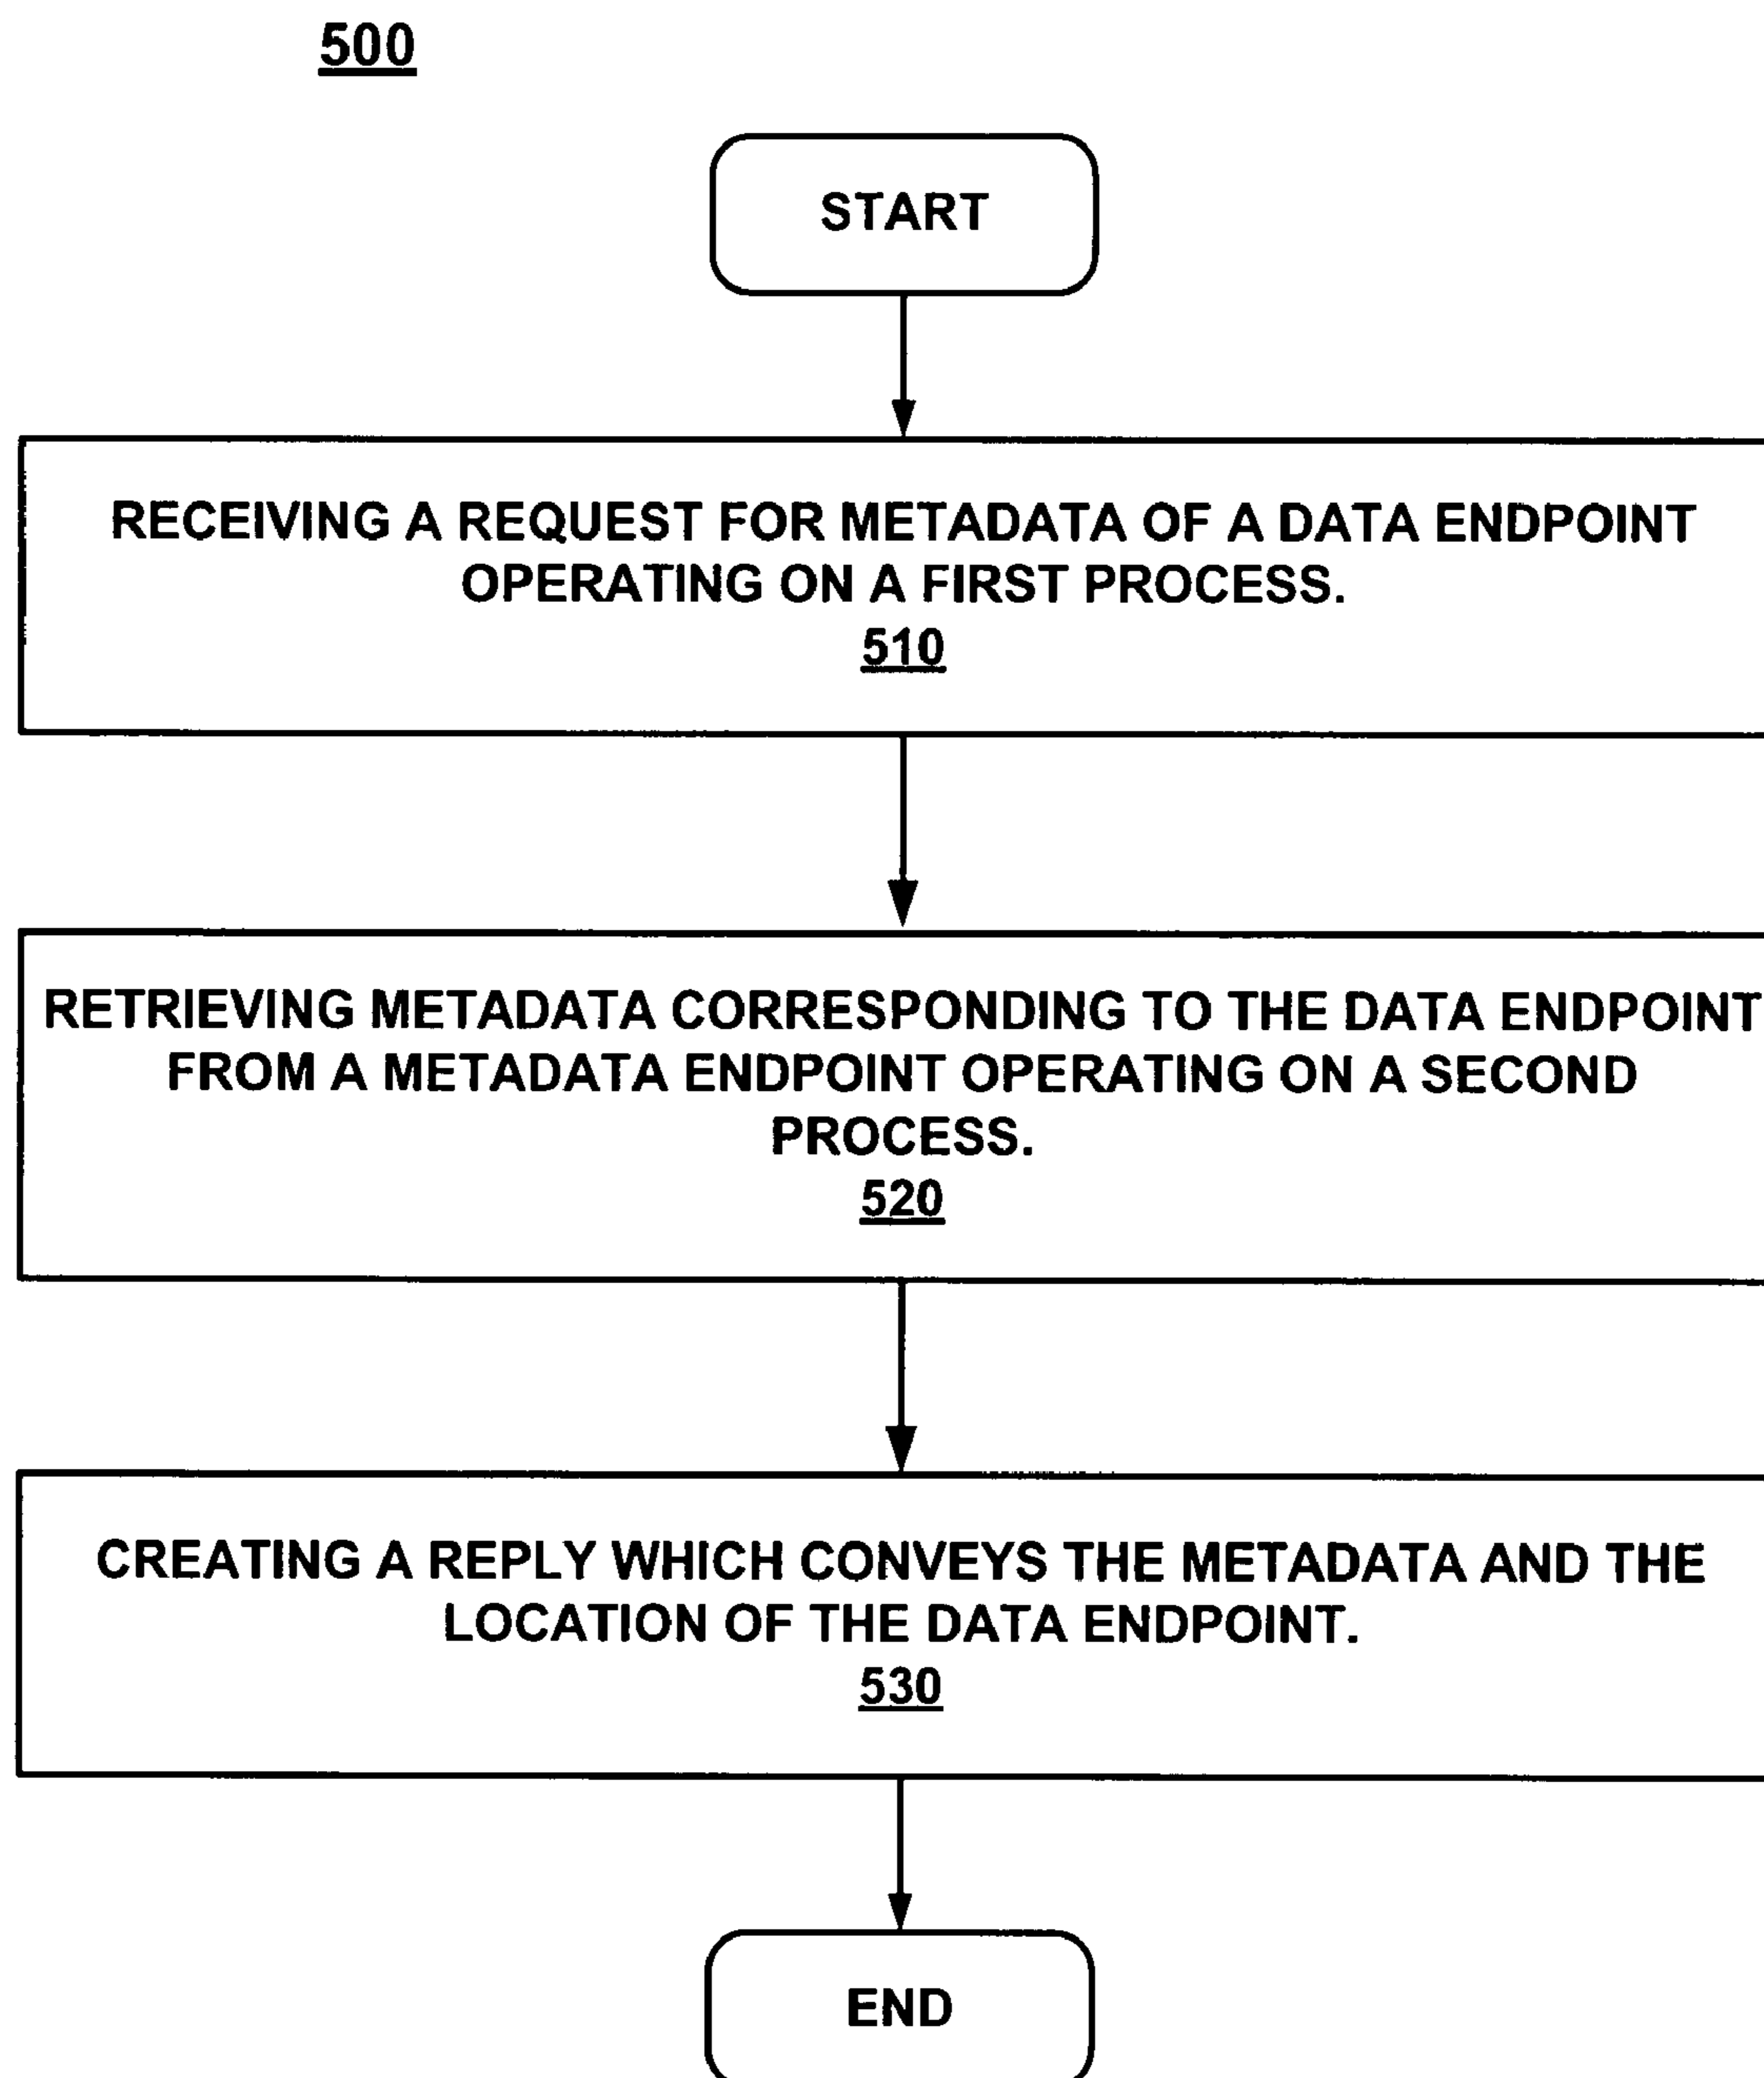 500
START
RECEIVING A REQUEST FOR METADATA OF A DATA ENDPOINT
OPERATING ON A FIRST PROCESS.
510
RETRIEVING METADATA CORRESPONDING TO THE DATA ENDPOINT
FROM A METADATA ENDPOINT OPERATING ON A SECOND
PROCESS.
520
CREATING A REPLY WHICH CONVEYS THE METADATA AND THE
LOCATION OF THE DATA ENDPOINT.
530
END